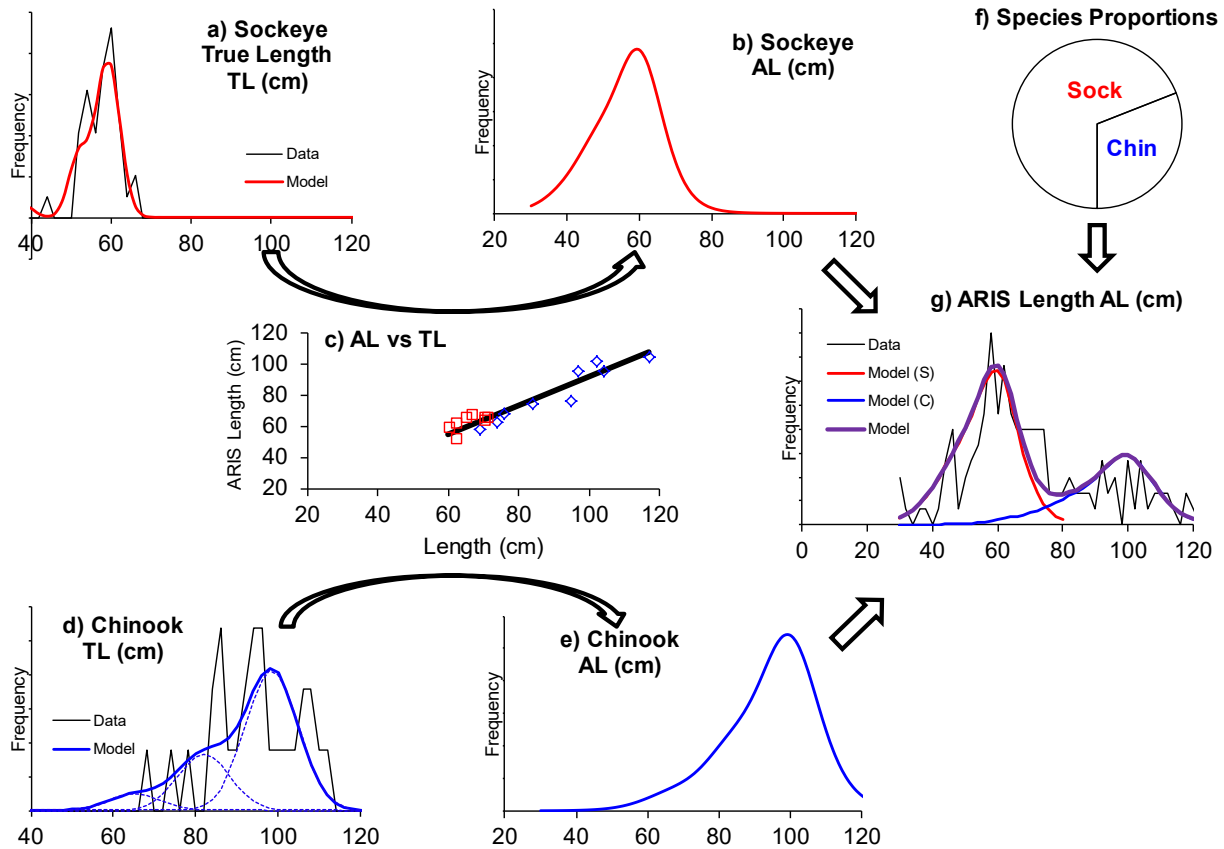 a) Sockeye
True Length
TL (cm)
Frequency
Data
Model
40 60 80 100 120
b) Sockeye
AL (cm)
Frequency
20 40 60 80 100 120
f) Species Proportions
Sock
Chin
c) AL vs TL
ARIS Length (cm)
120
100
80
60
40
20
20 40 60 80 100 120
Length (cm)
g) ARIS Length AL (cm)
Frequency
Data
Model (S)
Model (C)
Model
0 20 40 60 80 100 120
d) Chinook
TL (cm)
Frequency
Data
Model
40 60 80 100 120
e) Chinook
AL (cm)
Frequency
20 40 60 80 100 120